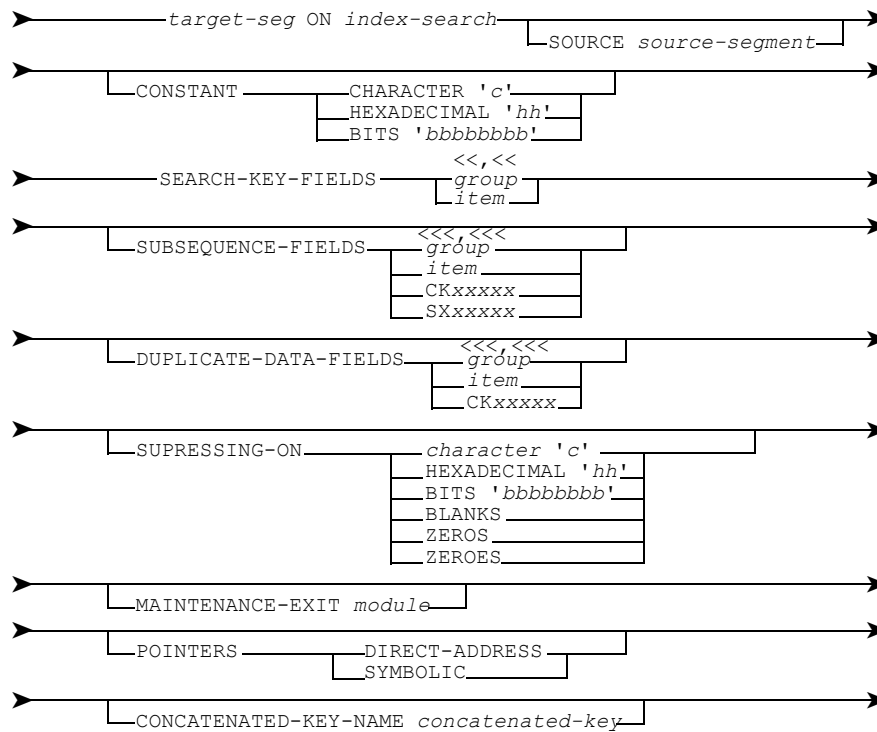 target-seg ON index-search
SOURCE source-segment
CONSTANT CHARACTER 'c'
HEXADECIMAL 'hh'
BITS 'bbbbbbbb'
<<,<<
SEARCH-KEY-FIELDS group
item
<<<,<<<
SUBSEQUENCE-FIELDS group
item
CKxxxxx
SXxxxxx
<<<,<<<
DUPLICATE-DATA-FIELDS group
item
CKxxxxx
SUPRESSING-ON character 'c'
HEXADECIMAL 'hh'
BITS 'bbbbbbbb'
BLANKS
ZEROS
ZEROES
MAINTENANCE-EXIT module
POINTERS DIRECT-ADDRESS
SYMBOLIC
CONCATENATED-KEY-NAME concatenated-key